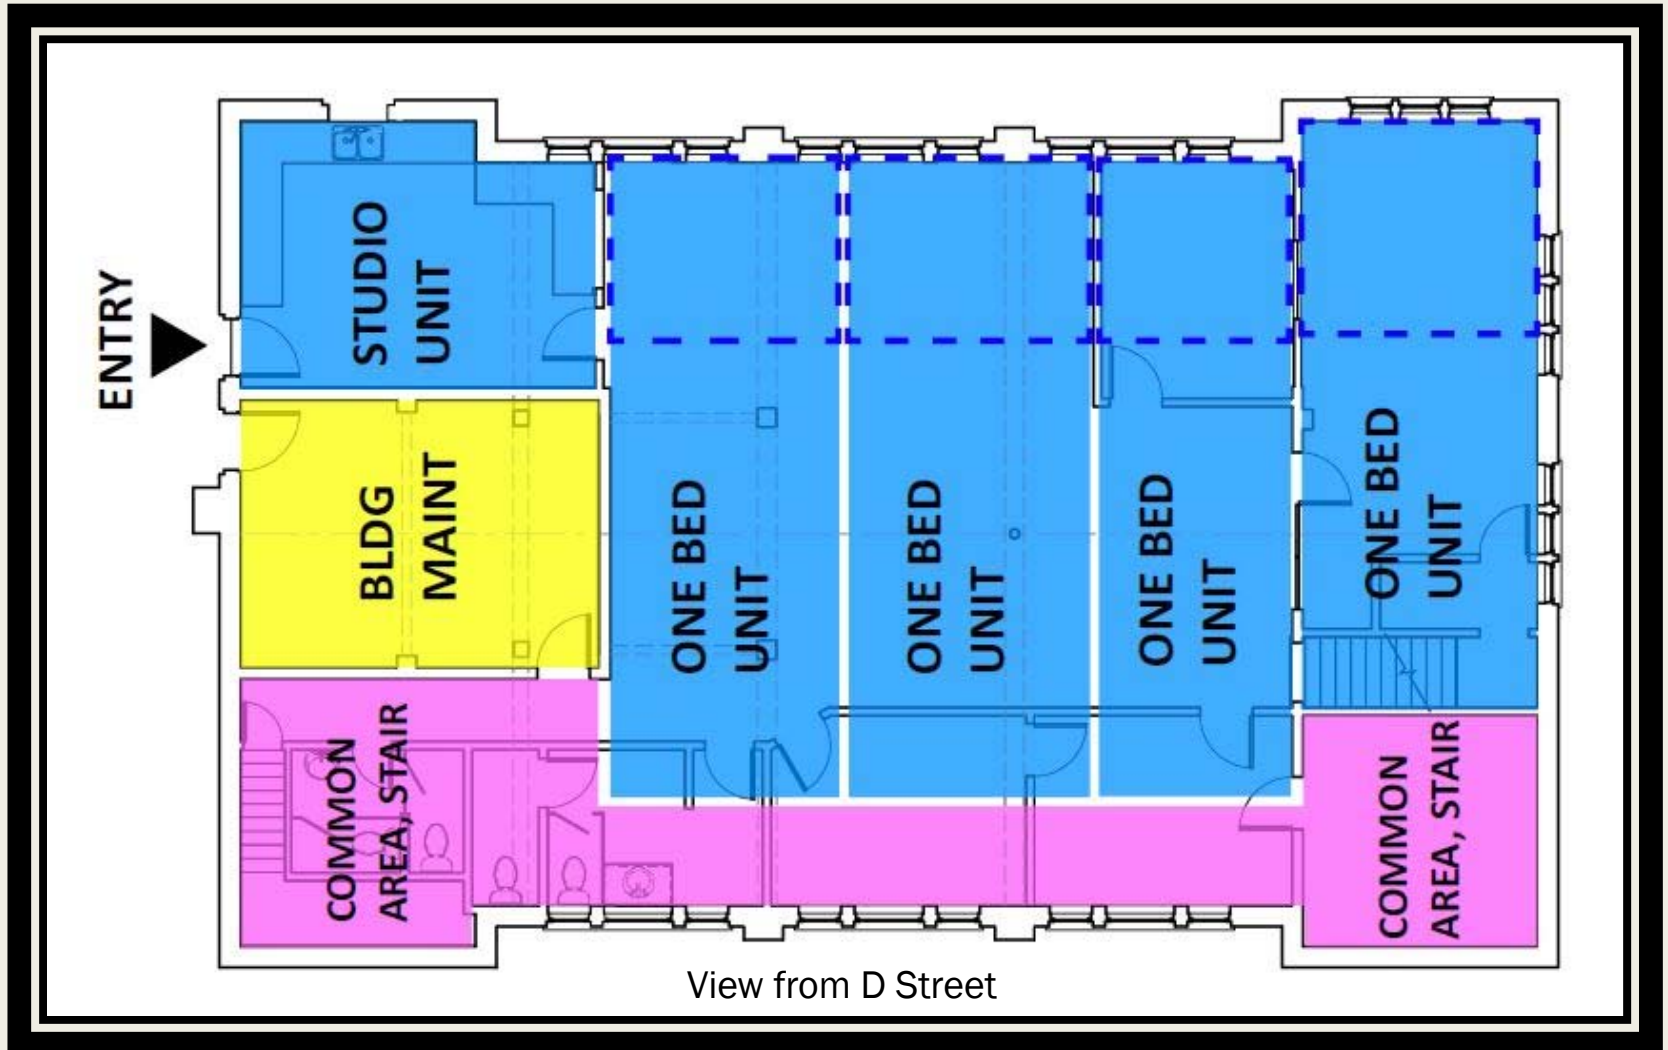 ENTRY
STUDIO
UNIT
BLDG
MAINT
COMMON
AREA, STAIR
ONE BED
UNIT
ONE BED
UNIT
ONE BED
UNIT
ONE BED
UNIT
COMMON
AREA, STAIR
View from D Street